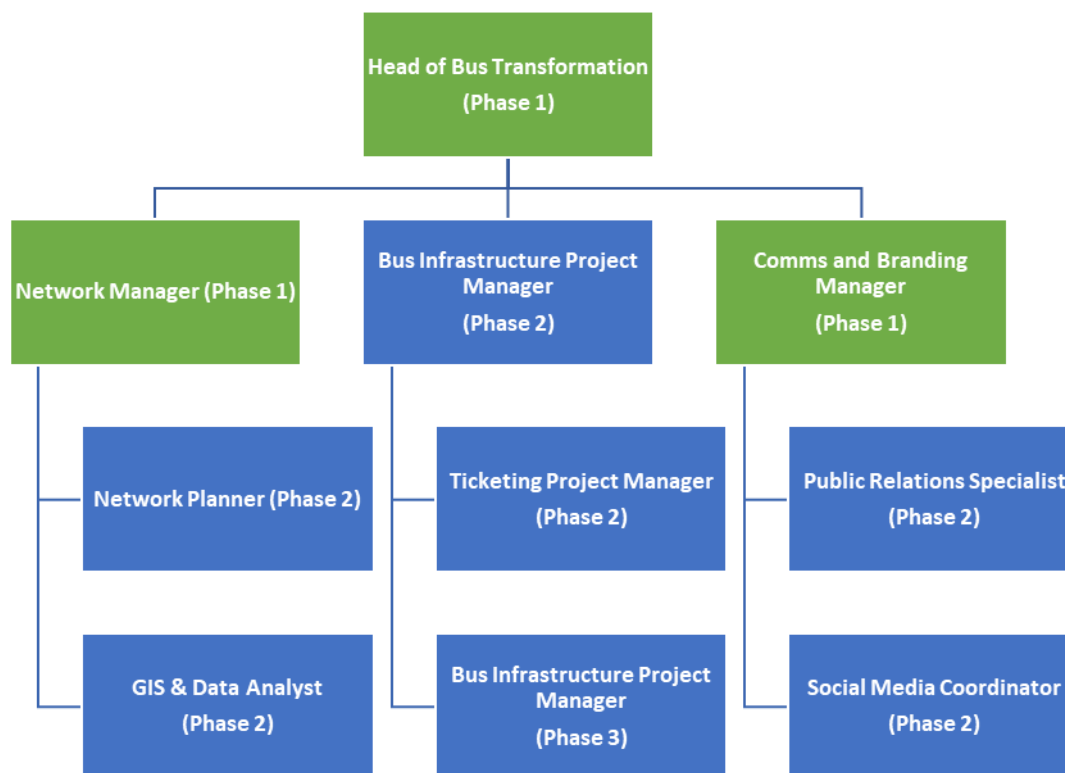 Head of Bus Transformation
(Phase 1)
Network Manager (Phase 1)
Bus Infrastructure Project
Manager
(Phase 2)
Comms and Branding
Manager
(Phase 1)
Network Planner (Phase 2)
Ticketing Project Manager
(Phase 2)
Public Relations Specialist
(Phase 2)
GIS & Data Analyst
(Phase 2)
Bus Infrastructure Project
Manager
(Phase 3)
Social Media Coordinator
(Phase 2)